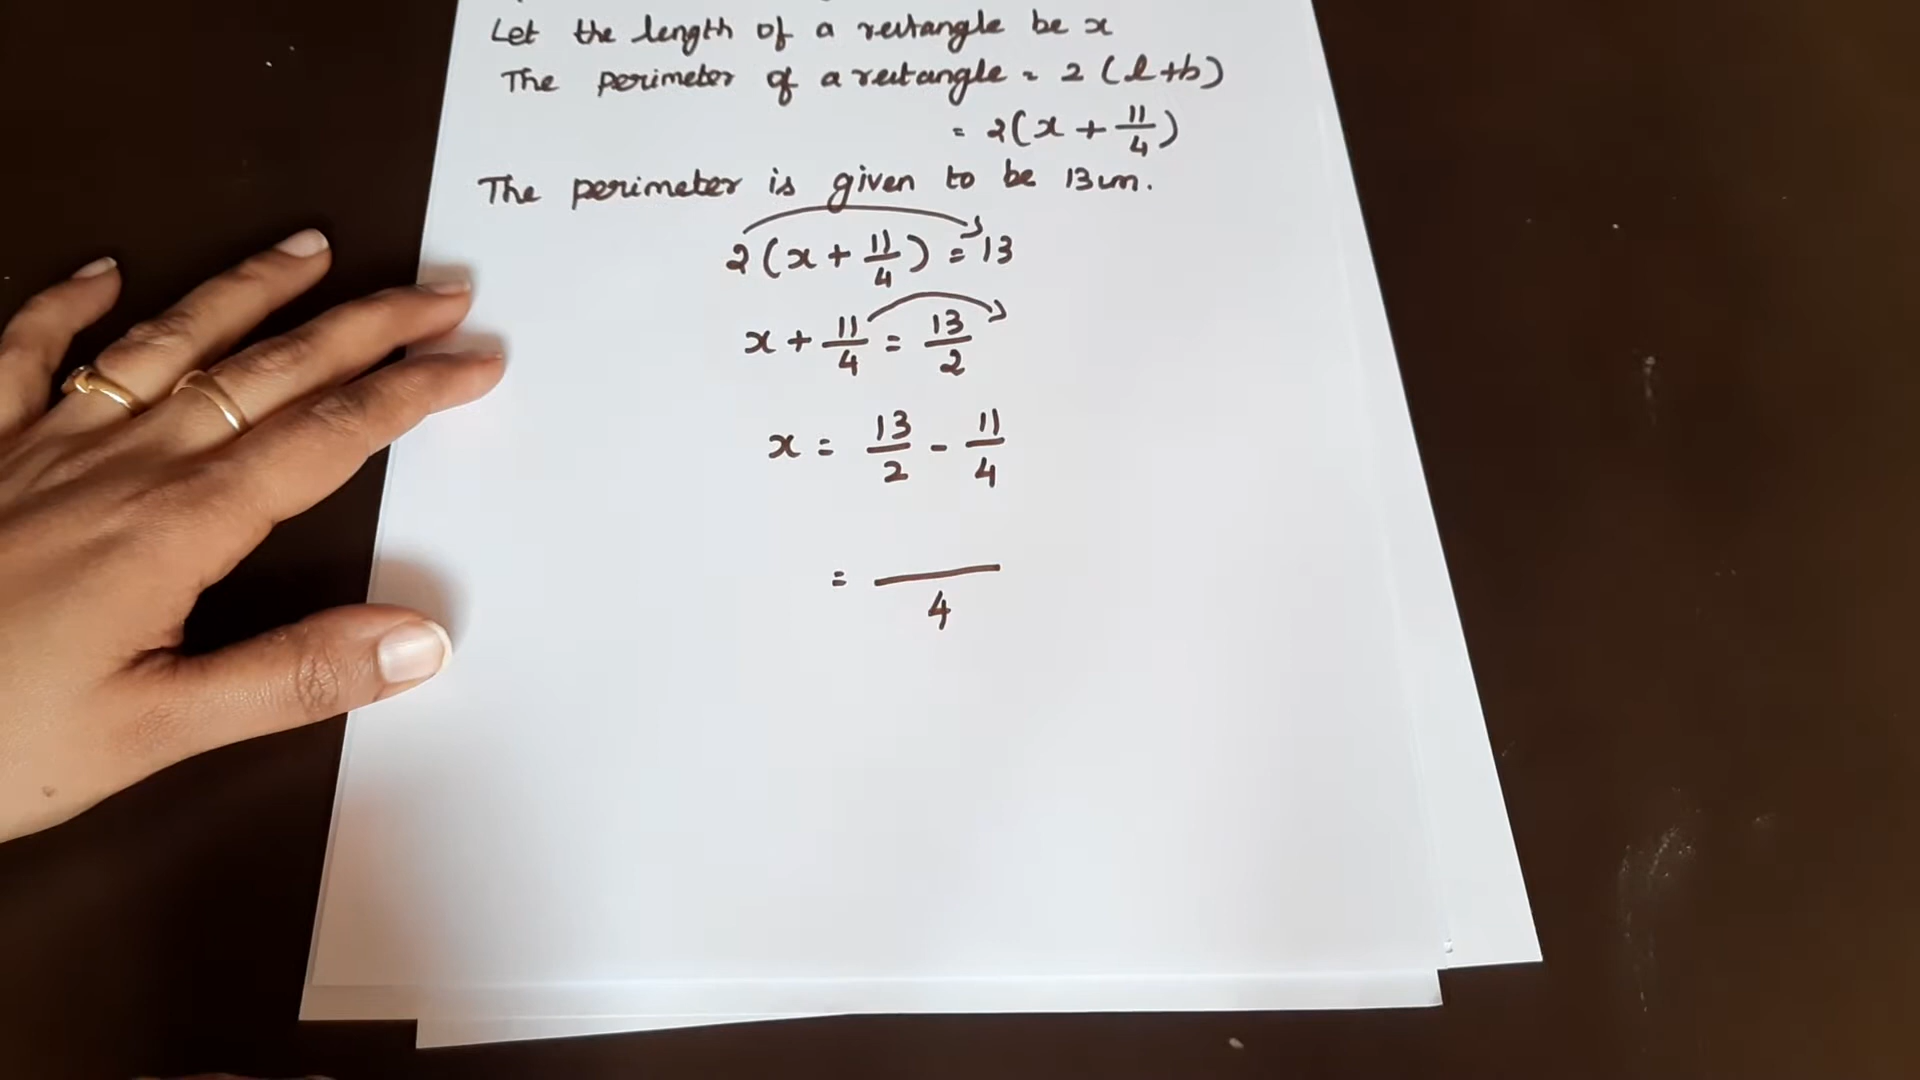 Let the length of a rectangle be x
The perimeter of a rectangle = 2 (l+b)
= 2(x + 11/4)
The perimeter is given to be 13cm.
2(x + 11/4) = 13
x + 11/4 = 13/2
x = 13/2 - 11/4
= /4